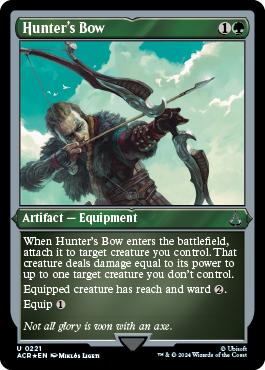 Hunter's Bow 1
Artifact — Equipment
When Hunter's Bow enters the battlefield,
attach it to target creature you control. That
creature deals damage equal to its power to
up to one target creature you don't control.
Equipped creature has reach and ward 2.
Equip 1
Not all glory is won with an axe.
U 0221 © Ubisoft
ACR★EN Miklós Ligeti ™ & © 2024 Wizards of the Coast